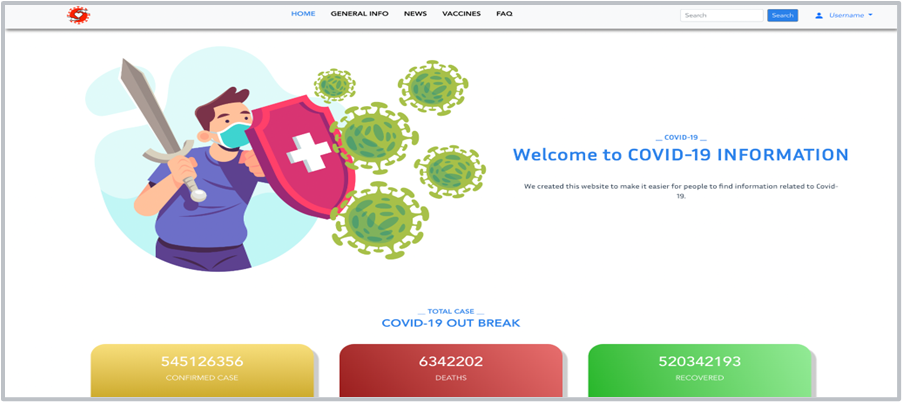 HOME GENERAL INFO NEWS VACCINES FAQ Search Search Username
__ COVID-19 __
Welcome to COVID-19 INFORMATION
We created this website to make it easier for people to find information related to Covid-
19.
__ TOTAL CASE __
COVID-19 OUT BREAK
545126356 6342202 520342193
CONFIRMED CASE DEATHS RECOVERED